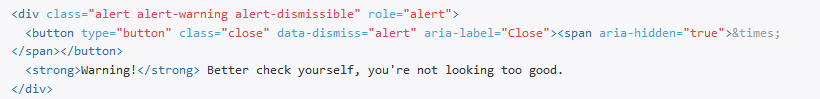 <div class="alert alert-warning alert-dismissible" role="alert">
  <button type="button" class="close" data-dismiss="alert" aria-label="Close"><span aria-hidden="true">&times;
</span></button>
  <strong>Warning!</strong> Better check yourself, you're not looking too good.
</div>